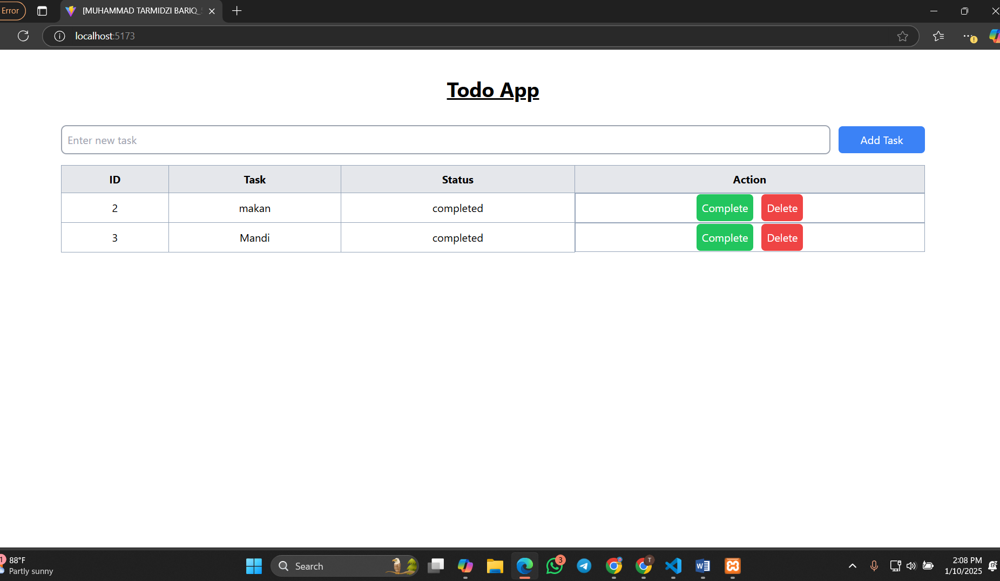 Error
[MUHAMMAD TARMIDZI BARIQ_
localhost:5173
Todo App
Enter new task
Add Task
ID Task Status Action
2 makan completed Complete Delete
3 Mandi completed Complete Delete
1
88°F
Partly sunny
Search
3
T
2:08 PM
1/10/2025